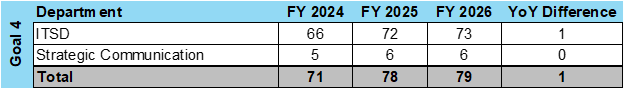 Goal 4
Department FY 2024 FY 2025 FY 2026 YoY Difference
ITSD 66 72 73 1
Strategic Communication 5 6 6 0
Total 71 78 79 1